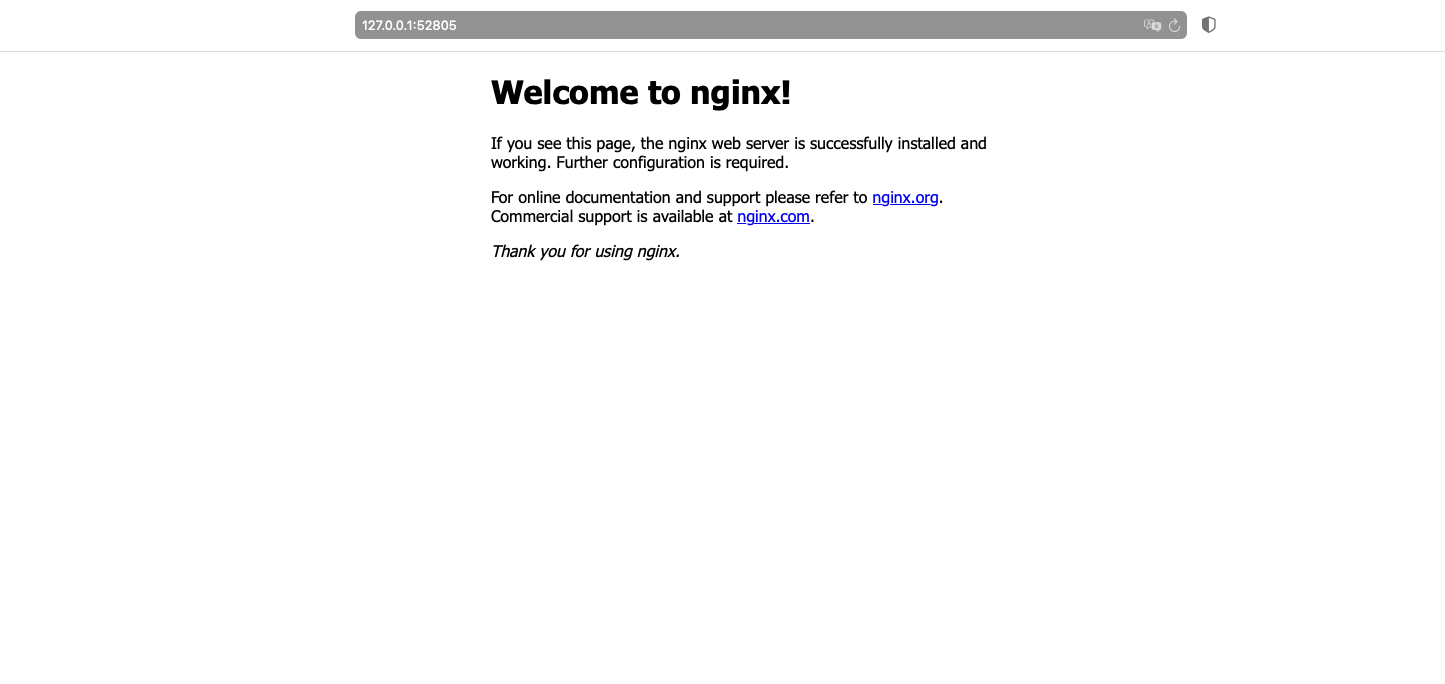 127.0.0.1:52805
Welcome to nginx!
If you see this page, the nginx web server is successfully installed and
working. Further configuration is required.
For online documentation and support please refer to nginx.org.
Commercial support is available at nginx.com.
Thank you for using nginx.